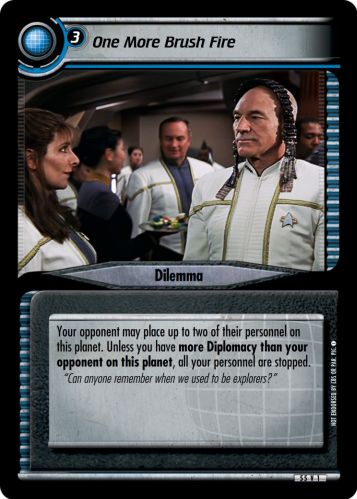 3
One More Brush Fire
Dilemma
Your opponent may place up to two of their personnel on
this planet. Unless you have more Diplomacy than your
opponent on this planet, all your personnel are stopped.
"Can anyone remember when we used to be explorers?"
NOT ENDORSED BY CBS OR PAR. PIC.
55 V 1